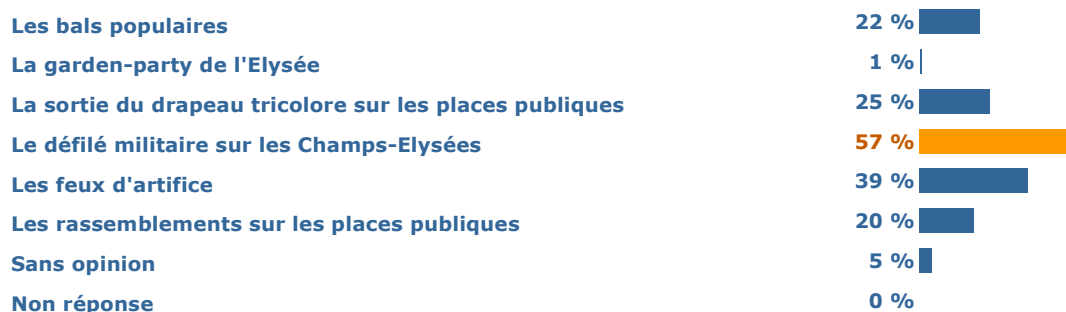 Les bals populaires 22 %
La garden-party de l'Elysée 1 %
La sortie du drapeau tricolore sur les places publiques 25 %
Le défilé militaire sur les Champs-Elysées 57 %
Les feux d'artifice 39 %
Les rassemblements sur les places publiques 20 %
Sans opinion 5 %
Non réponse 0 %